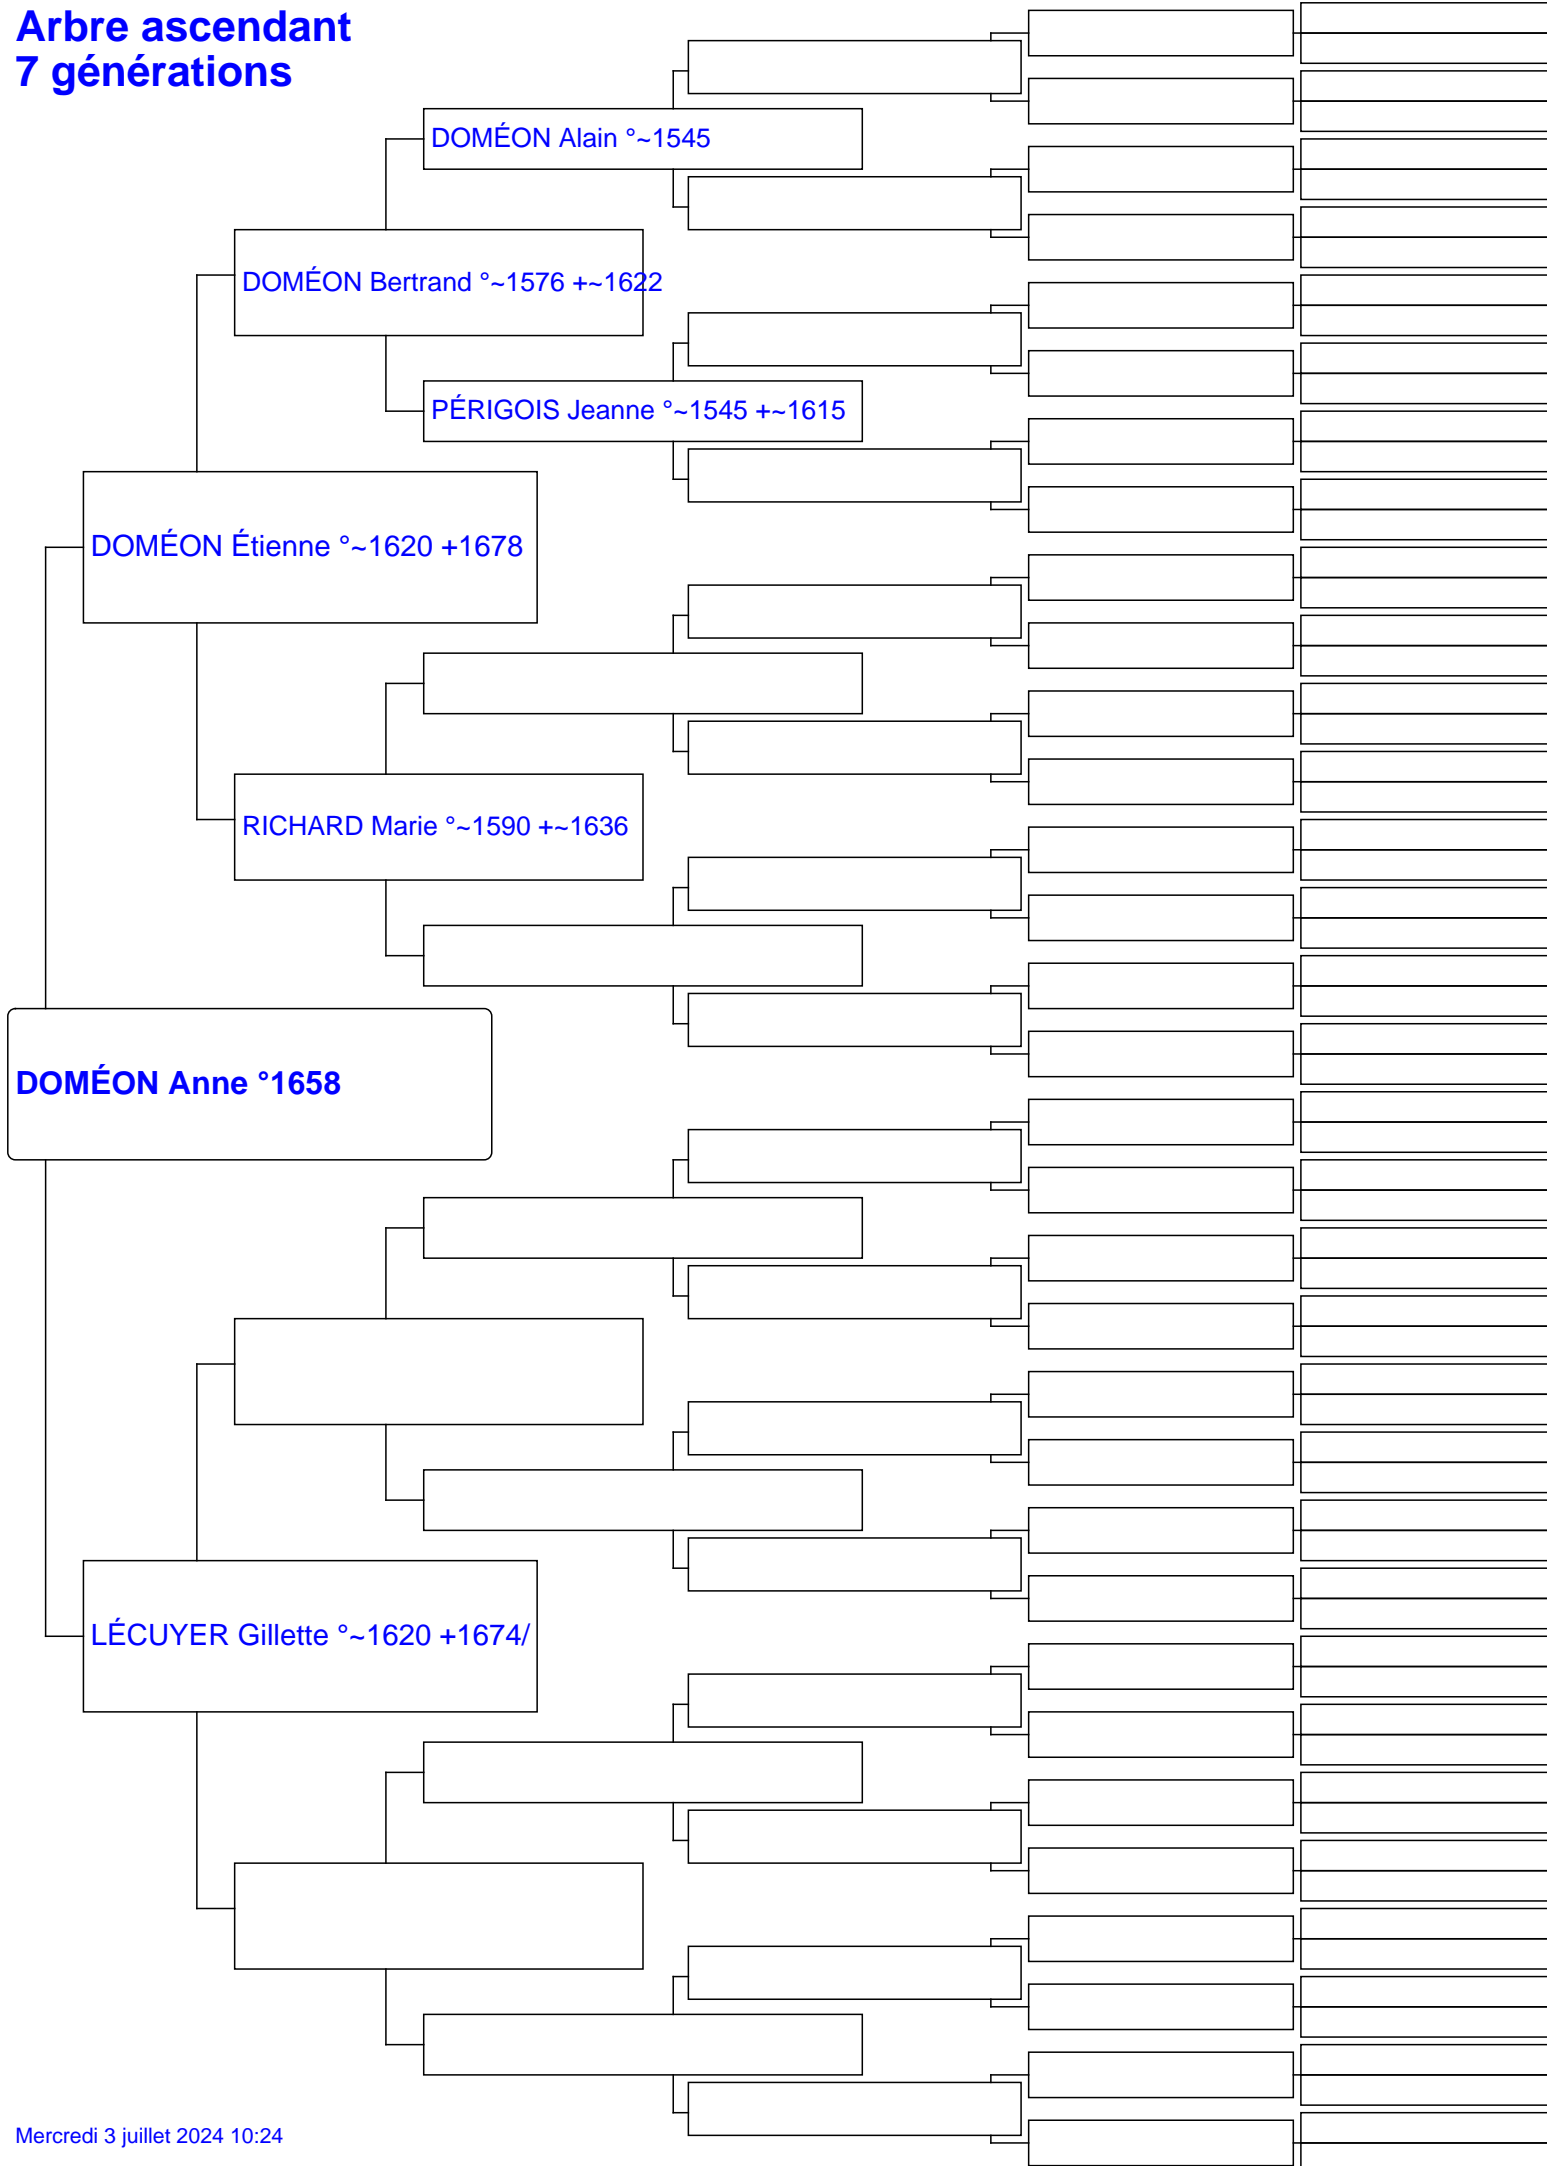 Arbre ascendant
7 générations
DOMÉON Alain °~1545
DOMÉON Bertrand °~1576 +~1622
PÉRIGOIS Jeanne °~1545 +~1615
DOMÉON Étienne °~1620 +1678
RICHARD Marie °~1590 +~1636
DOMÉON Anne °1658
LÉCUYER Gillette °~1620 +1674/
Mercredi 3 juillet 2024 10:24